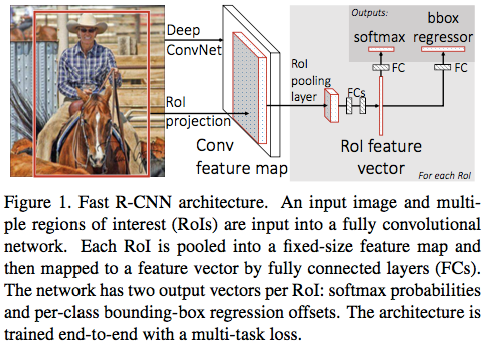 Outputs:
bbox
softmax regressor
Deep
ConvNet
FC
FC
RoI
pooling
layer
FCs
RoI
projection
Conv
feature map
RoI feature
vector
For each RoI
Figure 1. Fast R-CNN architecture. An input image and multi-
ple regions of interest (RoIs) are input into a fully convolutional
network. Each RoI is pooled into a fixed-size feature map and
then mapped to a feature vector by fully connected layers (FCs).
The network has two output vectors per RoI: softmax probabilities
and per-class bounding-box regression offsets. The architecture is
trained end-to-end with a multi-task loss.